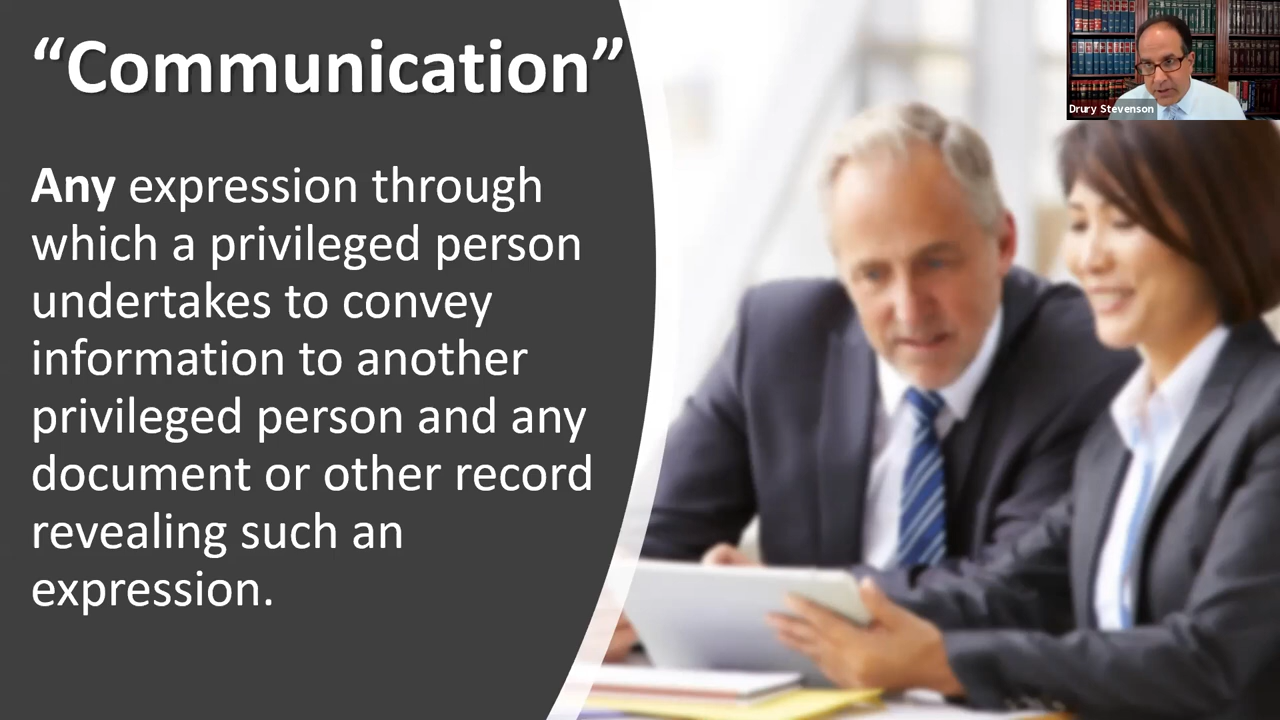 “Communication”
Any expression through
which a privileged person
undertakes to convey
information to another
privileged person and any
document or other record
revealing such an
expression.
Drury Stevenson